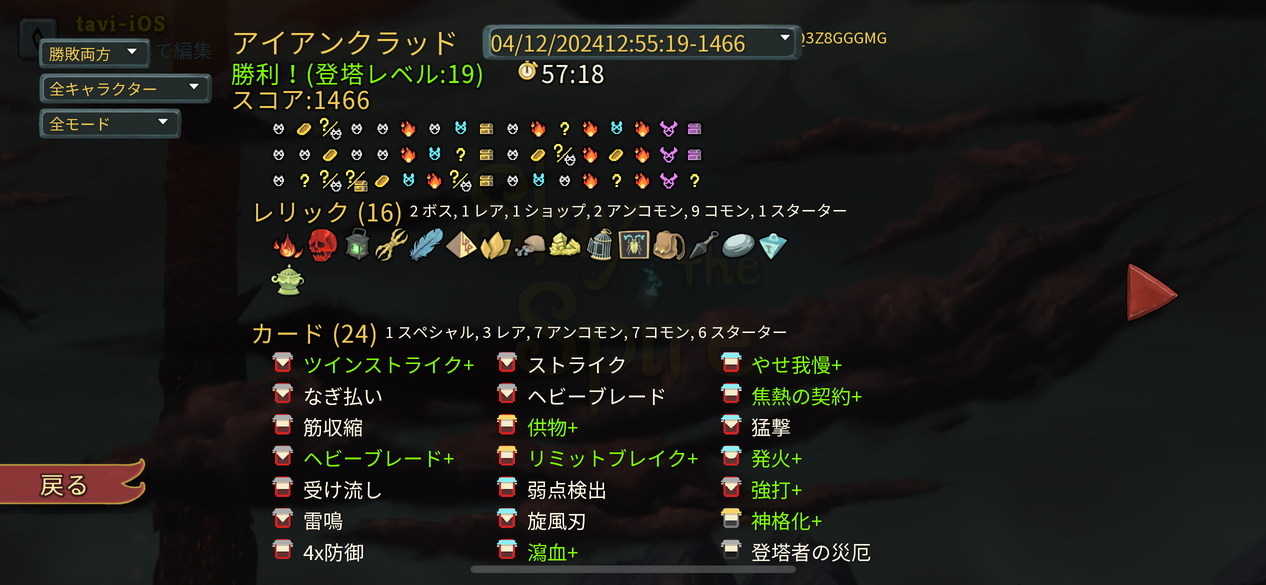 tavi-iOS
勝敗両方
て編集
アイアンクラッド
04/12/202412:55:19-1466
3Z8GGGMG
全キャラクター
勝利！(登塔レベル:19)
57:18
スコア:1466
全モード
レリック (16) 2 ボス, 1 レア, 1 ショップ, 2 アンコモン, 9 コモン, 1 スターター
the
カード (24) 1 スペシャル, 3 レア, 7 アンコモン, 7 コモン, 6 スターター
ツインストライク+ ストライク やせ我慢+
なぎ払い ヘビーブレード 焦熱の契約+
筋収縮 供物+ 猛撃
ヘビーブレード+ リミットブレイク+ 発火+
戻る
受け流し 弱点検出 強打+
雷鳴 旋風刃 神格化+
4x防御 瀉血+ 登塔者の災厄